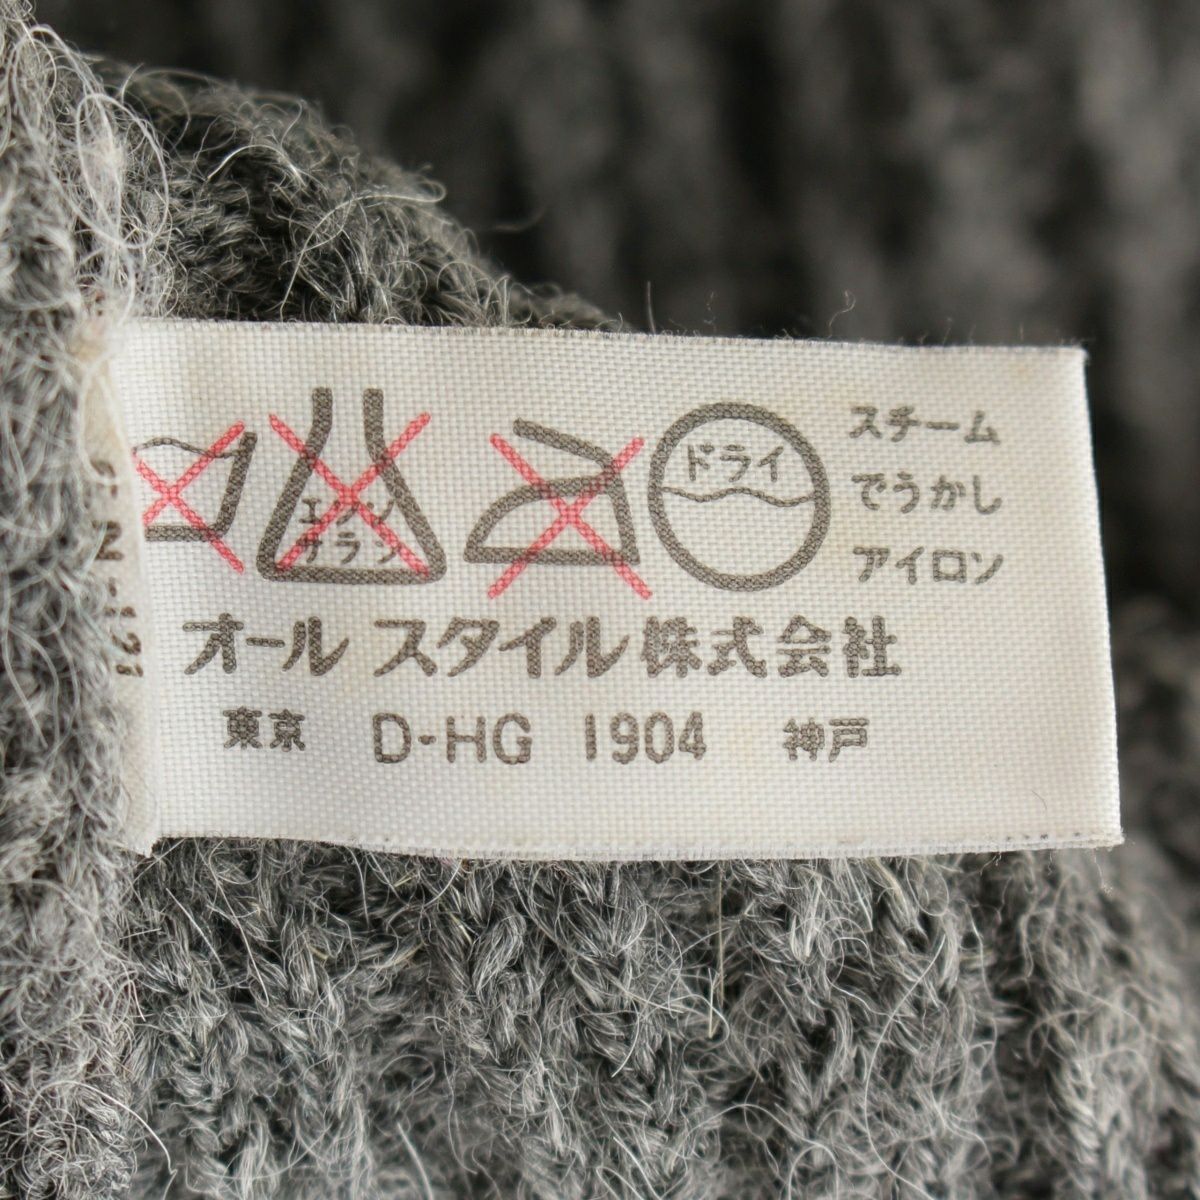 エンソ
サラシ
ドライ
スチーム
でうかし
アイロン
オール スタイル 株式会社
東京 D-HG 1904 神戸